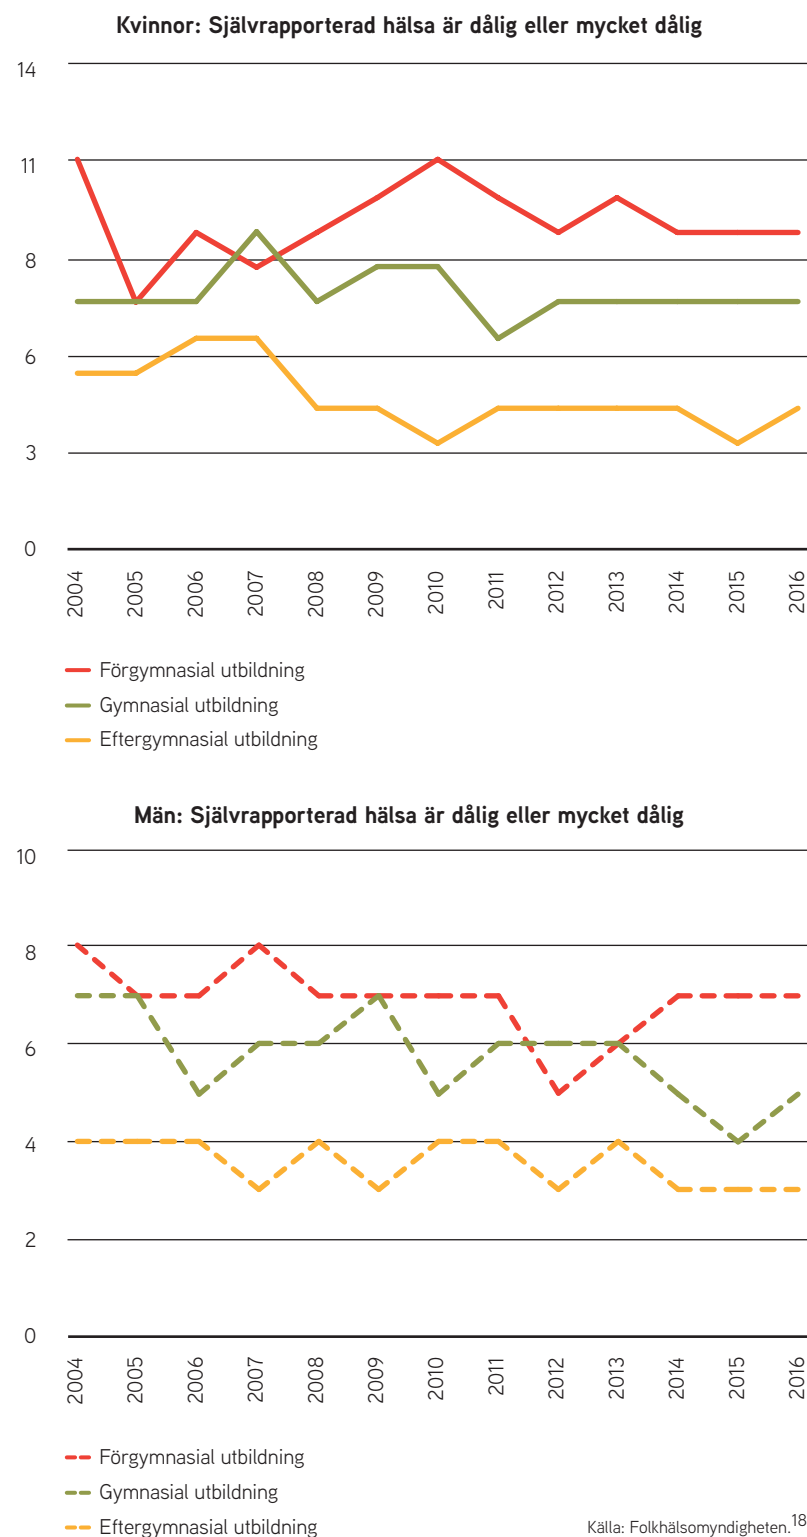 Kvinnor: Självrapporterad hälsa är dålig eller mycket dålig
14
11
8
6
3
0
2004 2005 2006 2007 2008 2009 2010 2011 2012 2013 2014 2015 2016
Förgymnasial utbildning
Gymnasial utbildning
Eftergymnasial utbildning
Män: Självrapporterad hälsa är dålig eller mycket dålig
10
8
6
4
2
0
2004 2005 2006 2007 2008 2009 2010 2011 2012 2013 2014 2015 2016
Förgymnasial utbildning
Gymnasial utbildning
Eftergymnasial utbildning
Källa: Folkhälsomyndigheten.18